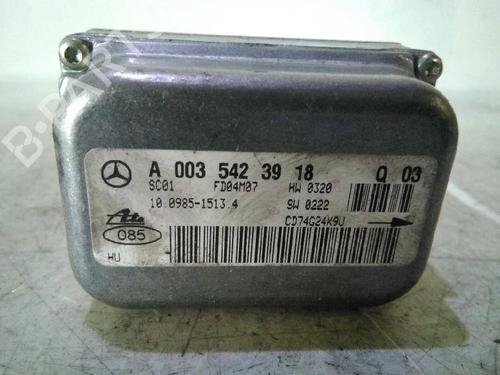 B-PARTS
A 003 542 39 18 Q 03
SC01 FD04M07 HW 0320
10.0985-1513.4 SW 0222
CD74G24K9J
Ate
085
HU